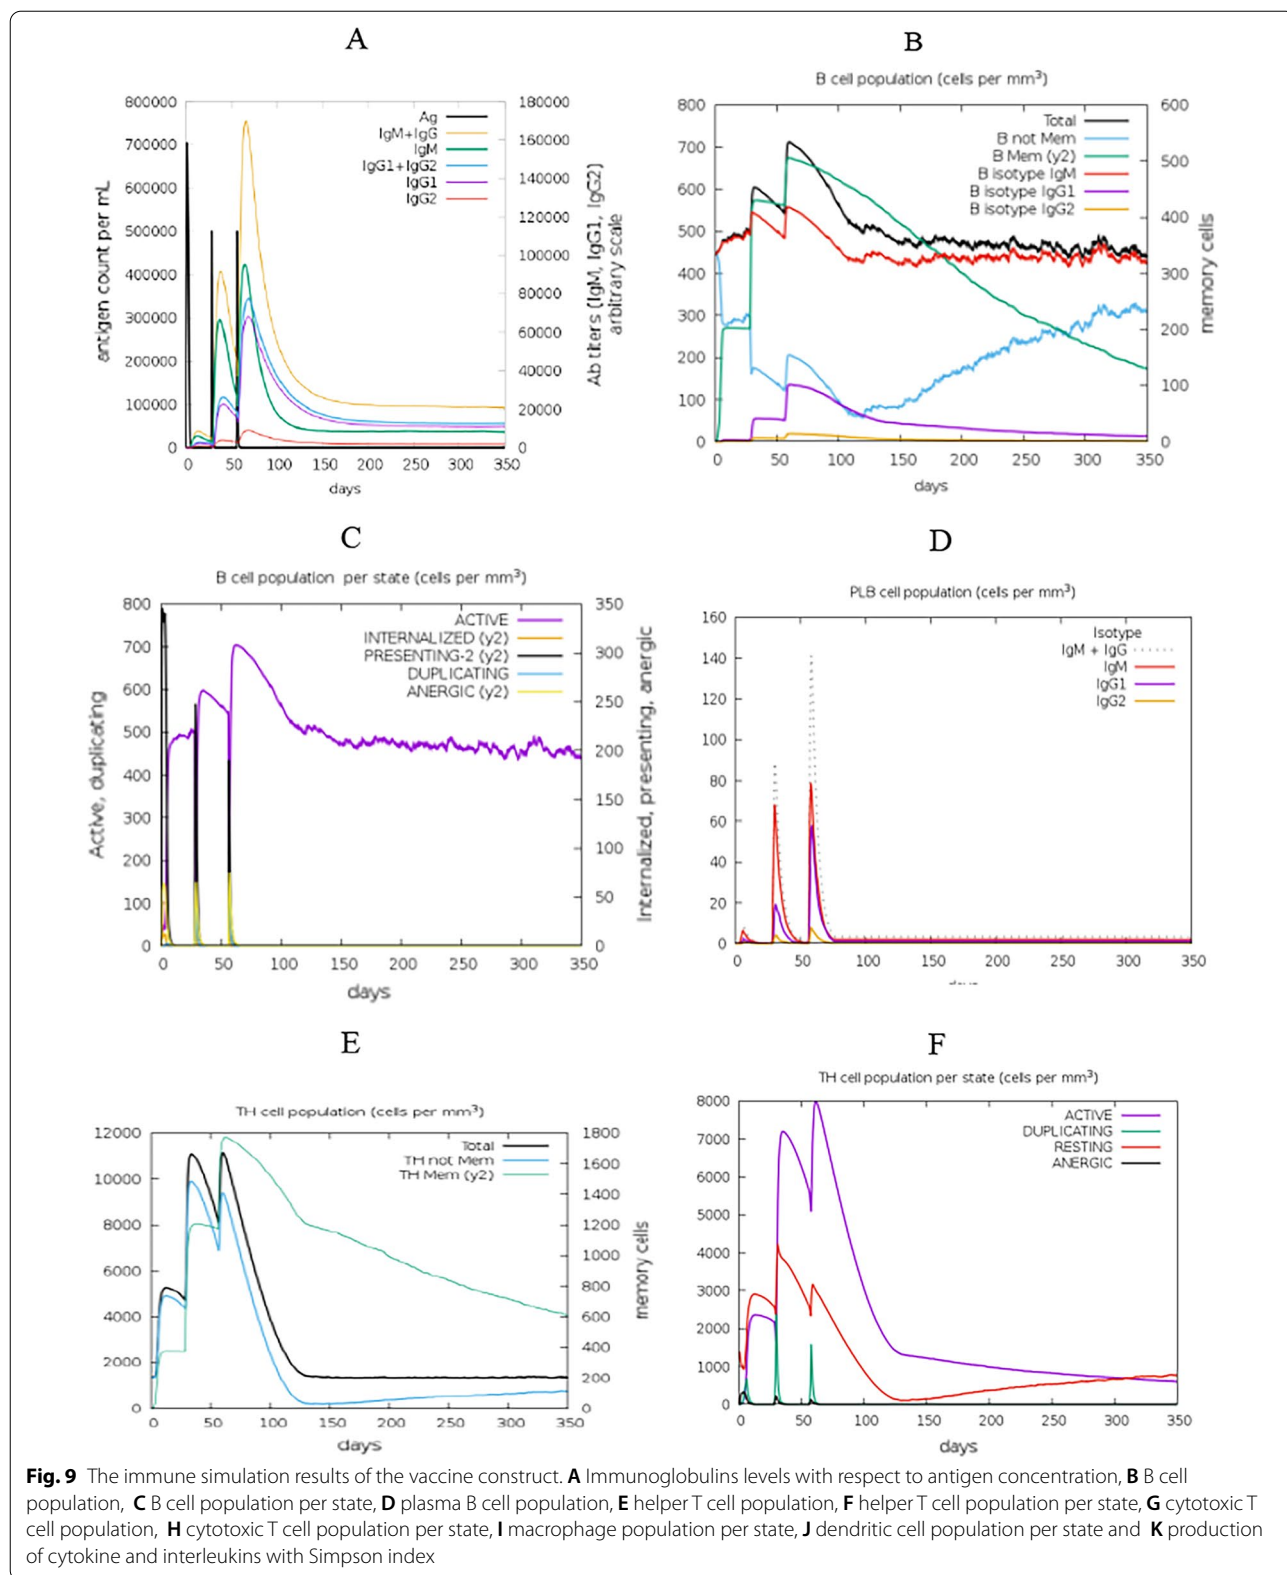 A
800000
700000
600000
500000
400000
300000
200000
100000
0
180000
160000
140000
120000
100000
80000
60000
40000
20000
0
Ag
IgM+IgG
IgM
IgG1+IgG2
IgG1
IgG2
antigen count per mL
Ab titers (IgM, IgG1, IgG2)
arbitrary scale
0 50 100 150 200 250 300 350
days
B
B cell population (cells per mm³)
800
700
600
500
400
300
200
100
0
600
500
400
300
200
100
0
Total
B not Mem
B Mem (y2)
B isotype IgM
B isotype IgG1
B isotype IgG2
memory cells
0 50 100 150 200 250 300 350
days
C
B cell population per state (cells per mm³)
800
700
600
500
400
300
200
100
0
350
300
250
200
150
100
50
0
ACTIVE
INTERNALIZED (y2)
PRESENTING-2 (y2)
DUPLICATING
ANERGIC (y2)
Active, duplicating
Internalized, presenting, anergic
0 50 100 150 200 250 300 350
days
D
PLB cell population (cells per mm³)
160
140
120
100
80
60
40
20
0
Isotype
IgM + IgG
IgM
IgG1
IgG2
0 50 100 150 200 250 300 350
E
TH cell population (cells per mm³)
12000
10000
8000
6000
4000
2000
0
1800
1600
1400
1200
1000
800
600
400
200
0
Total
TH not Mem
TH Mem (y2)
memory cells
0 50 100 150 200 250 300 350
days
F
TH cell population per state (cells per mm³)
8000
7000
6000
5000
4000
3000
2000
1000
0
ACTIVE
DUPLICATING
RESTING
ANERGIC
0 50 100 150 200 250 300 350
days
Fig. 9 The immune simulation results of the vaccine construct. A Immunoglobulins levels with respect to antigen concentration, B B cell
population, C B cell population per state, D plasma B cell population, E helper T cell population, F helper T cell population per state, G cytotoxic T
cell population, H cytotoxic T cell population per state, I macrophage population per state, J dendritic cell population per state and K production
of cytokine and interleukins with Simpson index